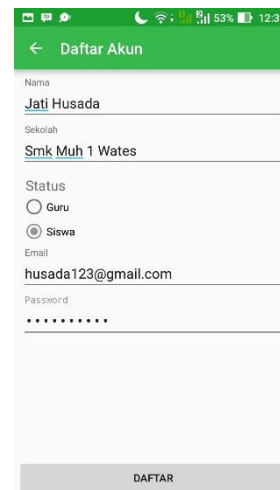 53% 12:3
Daftar Akun
Nama
Jati Husada
Sekolah
Smk Muh 1 Wates
Status
Guru
Siswa
Email
husada123@gmail.com
Password
••••••••••
DAFTAR